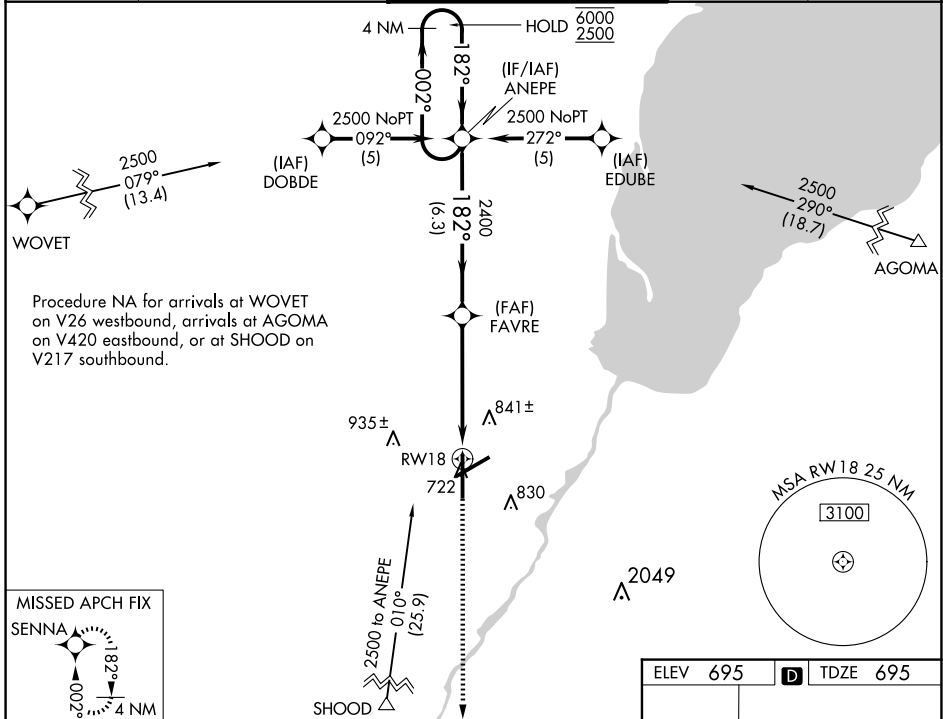 4 NM
HOLD
6000
2500
182°
002°
(IF/IAF)
ANEPE
2500 NoPT
092°
(5)
2500 NoPT
272°
(5)
(IAF)
DOBDE
(IAF)
EDUBE
2500
079°
(13.4)
WOVET
2400
182°
(6.3)
2500
290°
(18.7)
AGOMA
Procedure NA for arrivals at WOVET
on V26 westbound, arrivals at AGOMA
on V420 eastbound, or at SHOOD on
V217 southbound.
(FAF)
FAVRE
935±
841±
RW18
722
830
MSA RW18 25 NM
3100
2049
2500 to ANEPE
010°
(25.9)
SHOOD
MISSED APCH FIX
SENNA
182°
002°
4 NM
ELEV 695 D TDZE 695